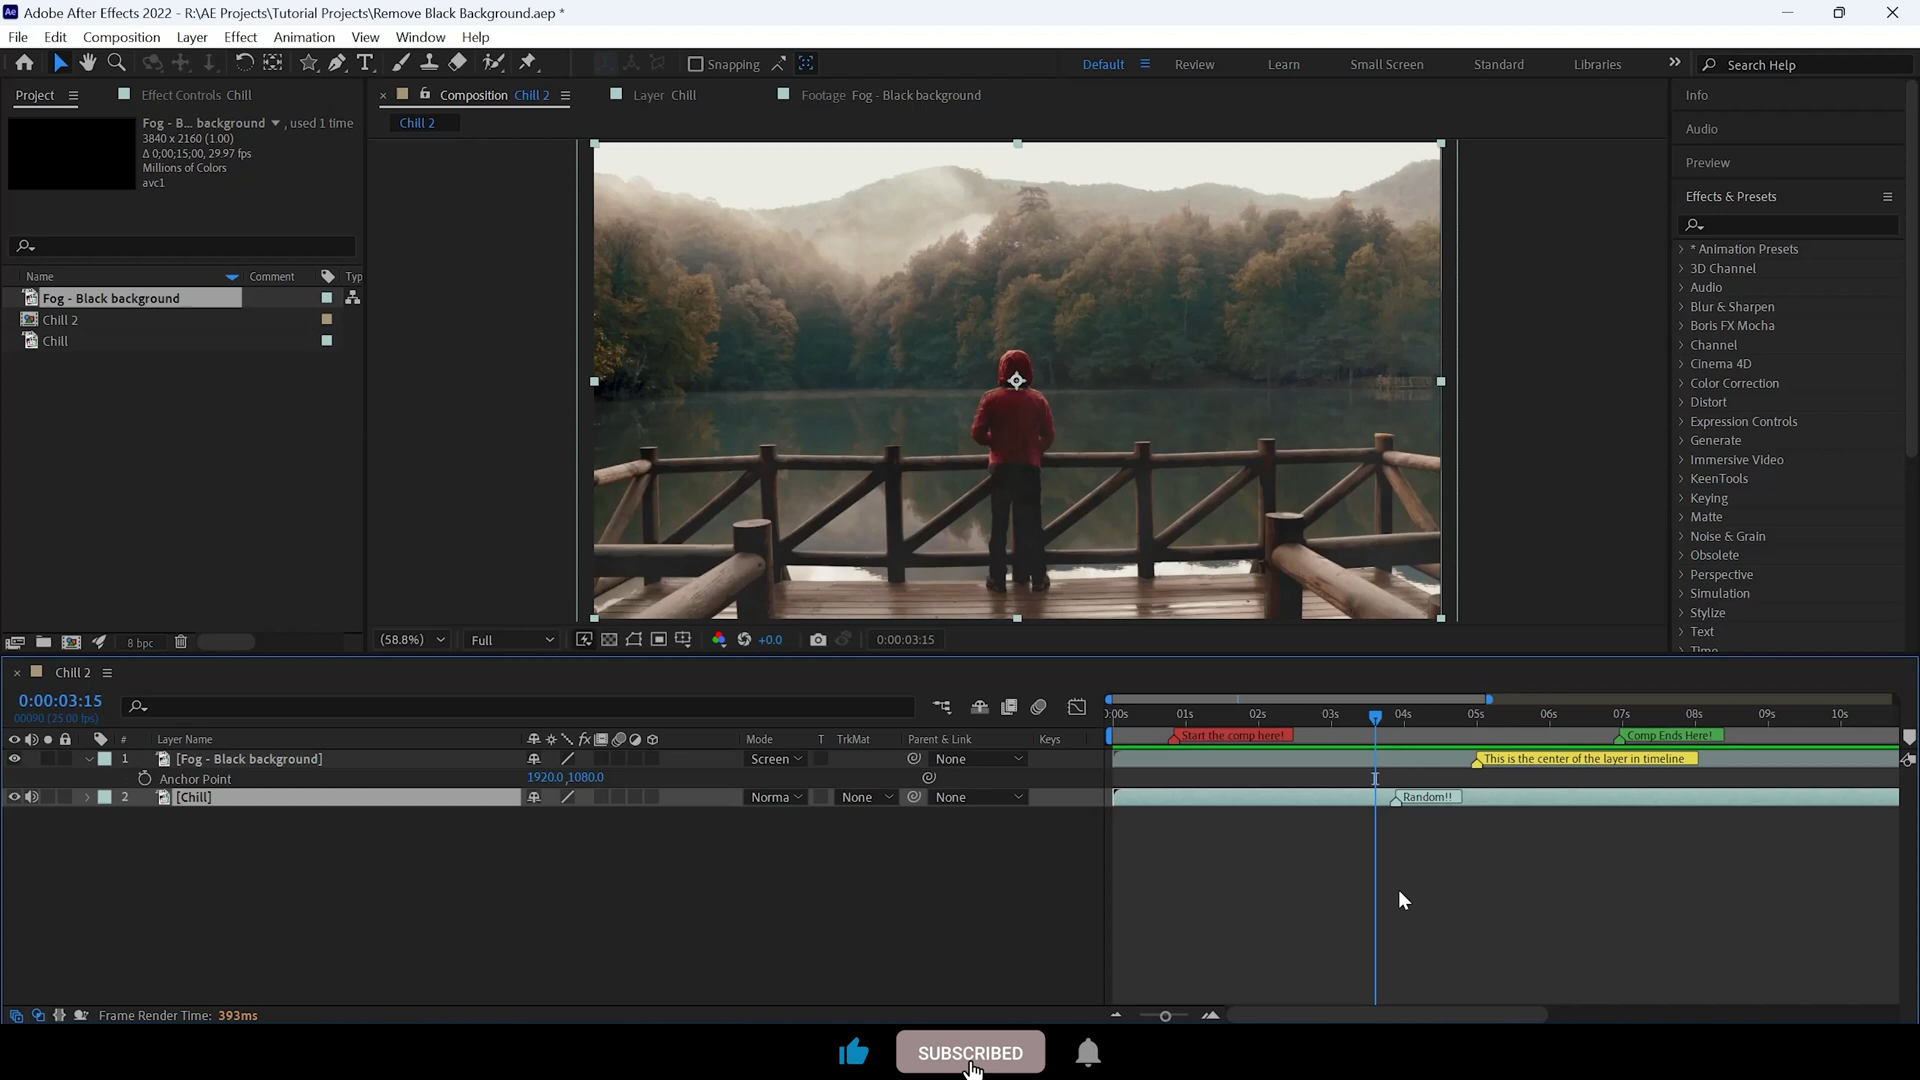 Ae Adobe After Effects 2022 - R:\AE Projects\Tutorial Projects\Remove Black Background.aep *
File Edit Composition Layer Effect Animation View Window Help
T Snapping Default Review Learn Small Screen Standard Libraries » Search Help
Project Effect Controls Chill × Composition Chill 2 Layer Chill Footage Fog - Black background
Chill 2
Fog - B... background ▼, used 1 time
3840 x 2160 (1.00)
Δ 0;00;15;00, 29.97 fps
Millions of Colors
avc1
Name Comment Typ
Fog - Black background
Chill 2
Chill
Info
Audio
Preview
Effects & Presets
* Animation Presets
3D Channel
Audio
Blur & Sharpen
Boris FX Mocha
Channel
Cinema 4D
Color Correction
Distort
Expression Controls
Generate
Immersive Video
KeenTools
Keying
Matte
Noise & Grain
Obsolete
Perspective
Simulation
Stylize
Text
Time
8 bpc (58.8%) Full +0.0 0:00:03:15
× Chill 2
0:00:03:15
00090 (25.00 fps)
0:00s 01s 02s 03s 04s 05s 06s 07s 08s 09s 10s
# Layer Name fx Mode T TrkMat Parent & Link Keys
Start the comp here! Comp Ends Here!
1 [Fog - Black background] Screen None This is the center of the layer in timeline
Anchor Point 1920.0,1080.0
2 [Chill] Norma None None Random!!
Frame Render Time: 393ms
SUBSCRIBED